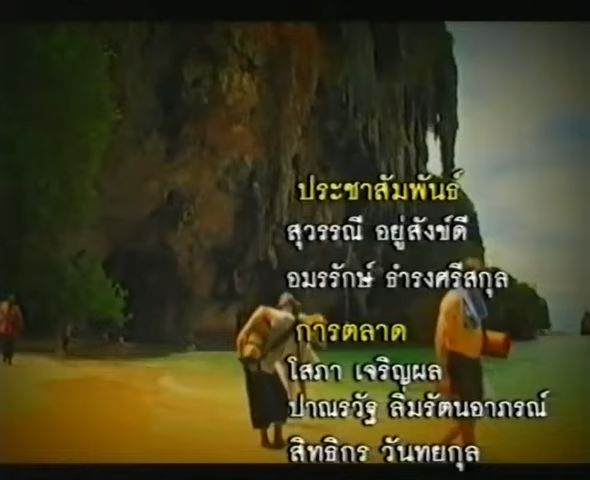 ประชาสัมพันธ์
สุวรรณี อยู่สังข์ดี
อมรรักษ์ ธำรงศรีสกุล
การตลาด
โสภา เจริญผล
ปาณรวัฐ ลิ่มรัตนอาภรณ์
สิทธิกร วันทยกุล